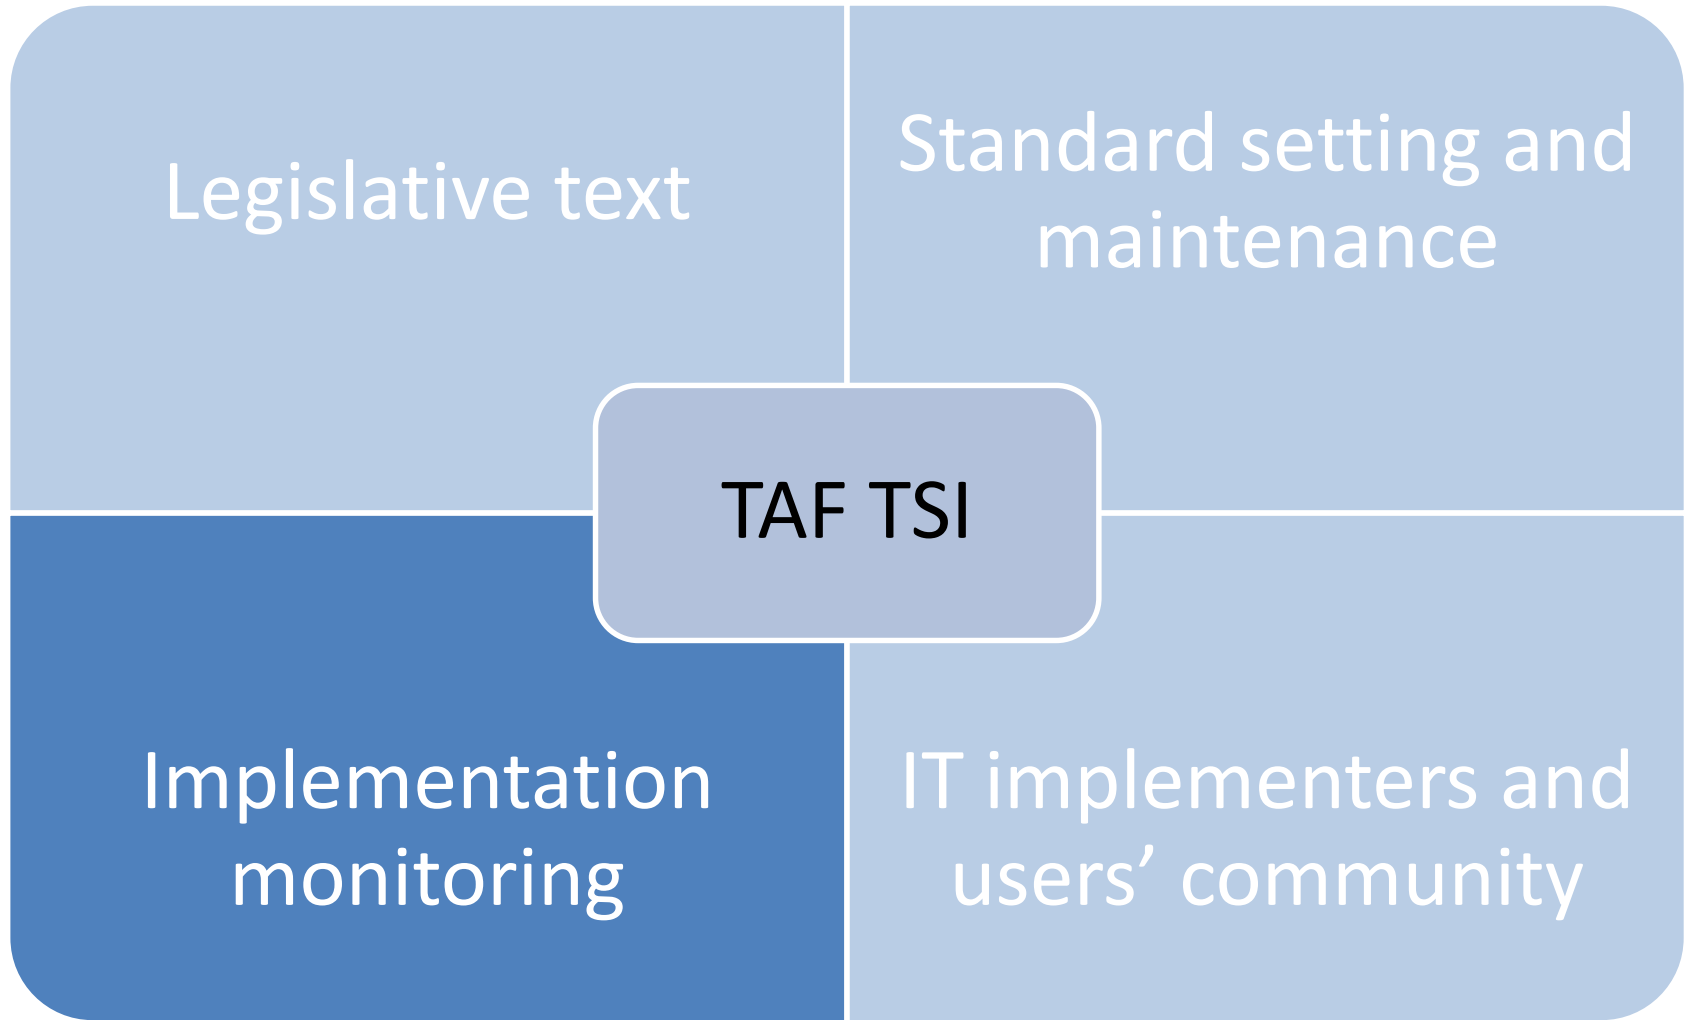 Legislative text
Standard setting and
maintenance
TAF TSI
Implementation
monitoring
IT implementers and
users’ community